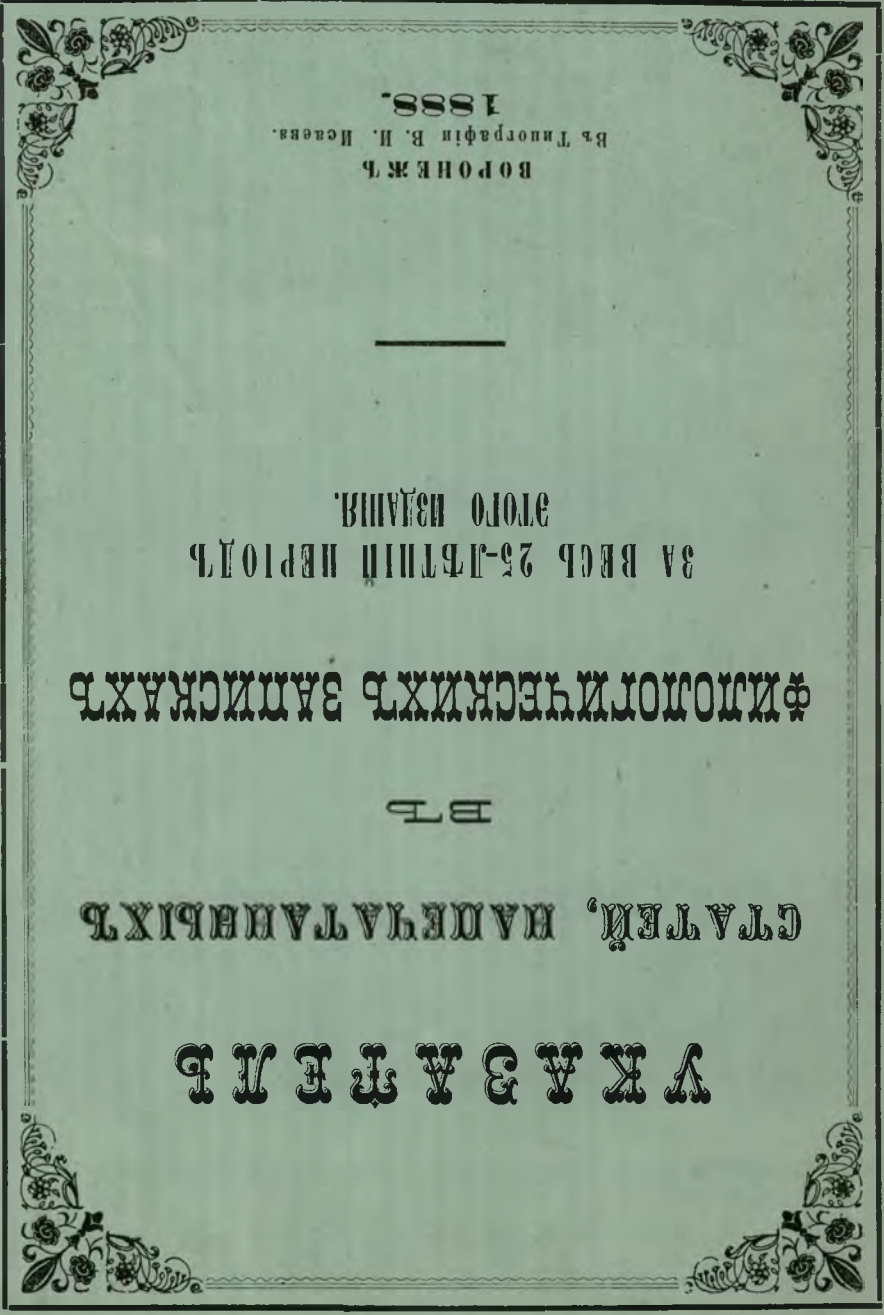 УКАЗАТЕЛЬ
СТАТЕЙ, НАПЕЧАТАННЫХЪ
ВЪ
ФИЛОЛОГИЧЕСКИХЪ ЗАПИСКАХЪ
ЗА ВЕСЬ 25-ЛѢТНІЙ ПЕРІОДЪ
ЭТОГО ИЗДАНІЯ.
ВОРОНЕЖЪ
Въ Типографіи В. И. Исаева.
1888.